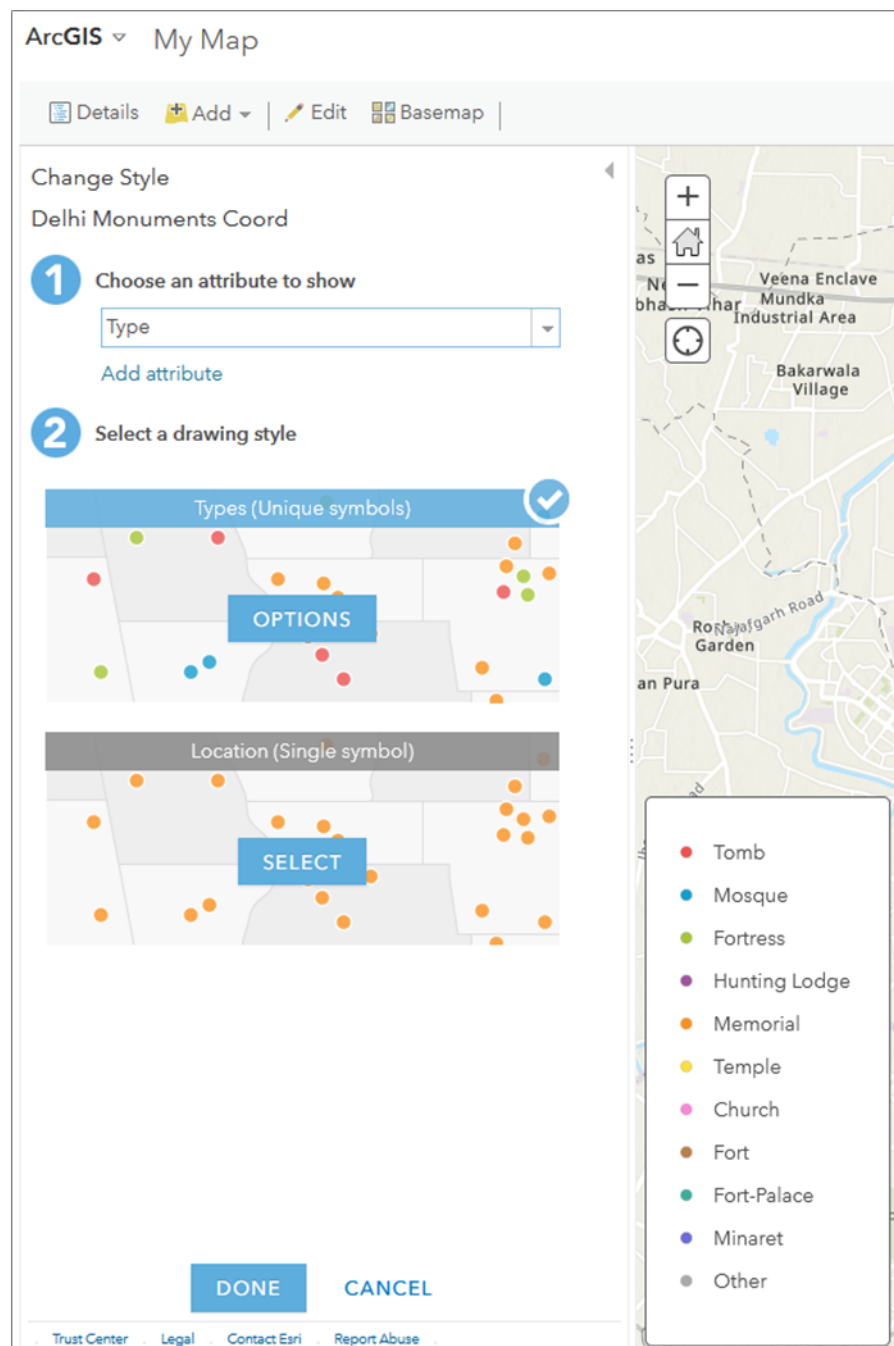 ArcGIS My Map
Details Add Edit Basemap
Change Style
Delhi Monuments Coord
1 Choose an attribute to show
Type
Add attribute
2 Select a drawing style
Types (Unique symbols)
OPTIONS
Location (Single symbol)
SELECT
DONE CANCEL
Trust Center Legal Contact Esri Report Abuse
+
−
as
Veena Enclave
Mundka
Industrial Area
Bakarwala
Village
Najafgarh Road
Garden
an Pura
Tomb
Mosque
Fortress
Hunting Lodge
Memorial
Temple
Church
Fort
Fort-Palace
Minaret
Other